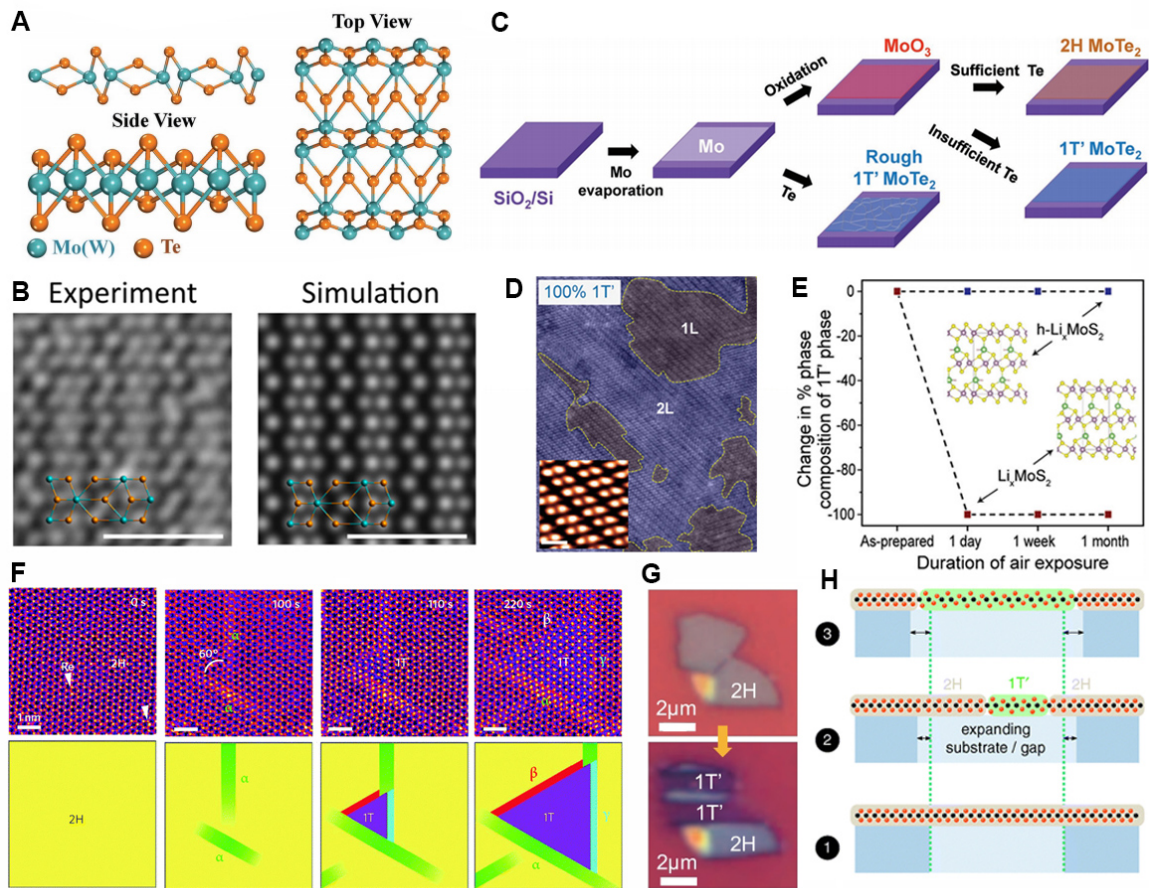 A
Top View
Side View
Mo(W) Te
C
SiO2/Si
Mo
evaporation
Mo
Oxidation
Te
MoO3
Sufficient Te
2H MoTe2
Insufficient Te
1T' MoTe2
Rough
1T' MoTe2
B
Experiment Simulation
D
100% 1T'
1L
2L
E
Change in % phase
composition of 1T' phase
0
-20
-40
-60
-80
-100
h-LixMoS2
LixMoS2
As-prepared 1 day 1 week 1 month
Duration of air exposure
F
0 s
Re
2H
1 nm
100 s
α
60°
α
110 s
1T
220 s
β
1T
γ
α
2H
α
α
1T
β
1T
γ
α
G
2H
2μm
1T'
1T'
2H
2μm
H
3
2H 1T' 2H
2
expanding
substrate / gap
1